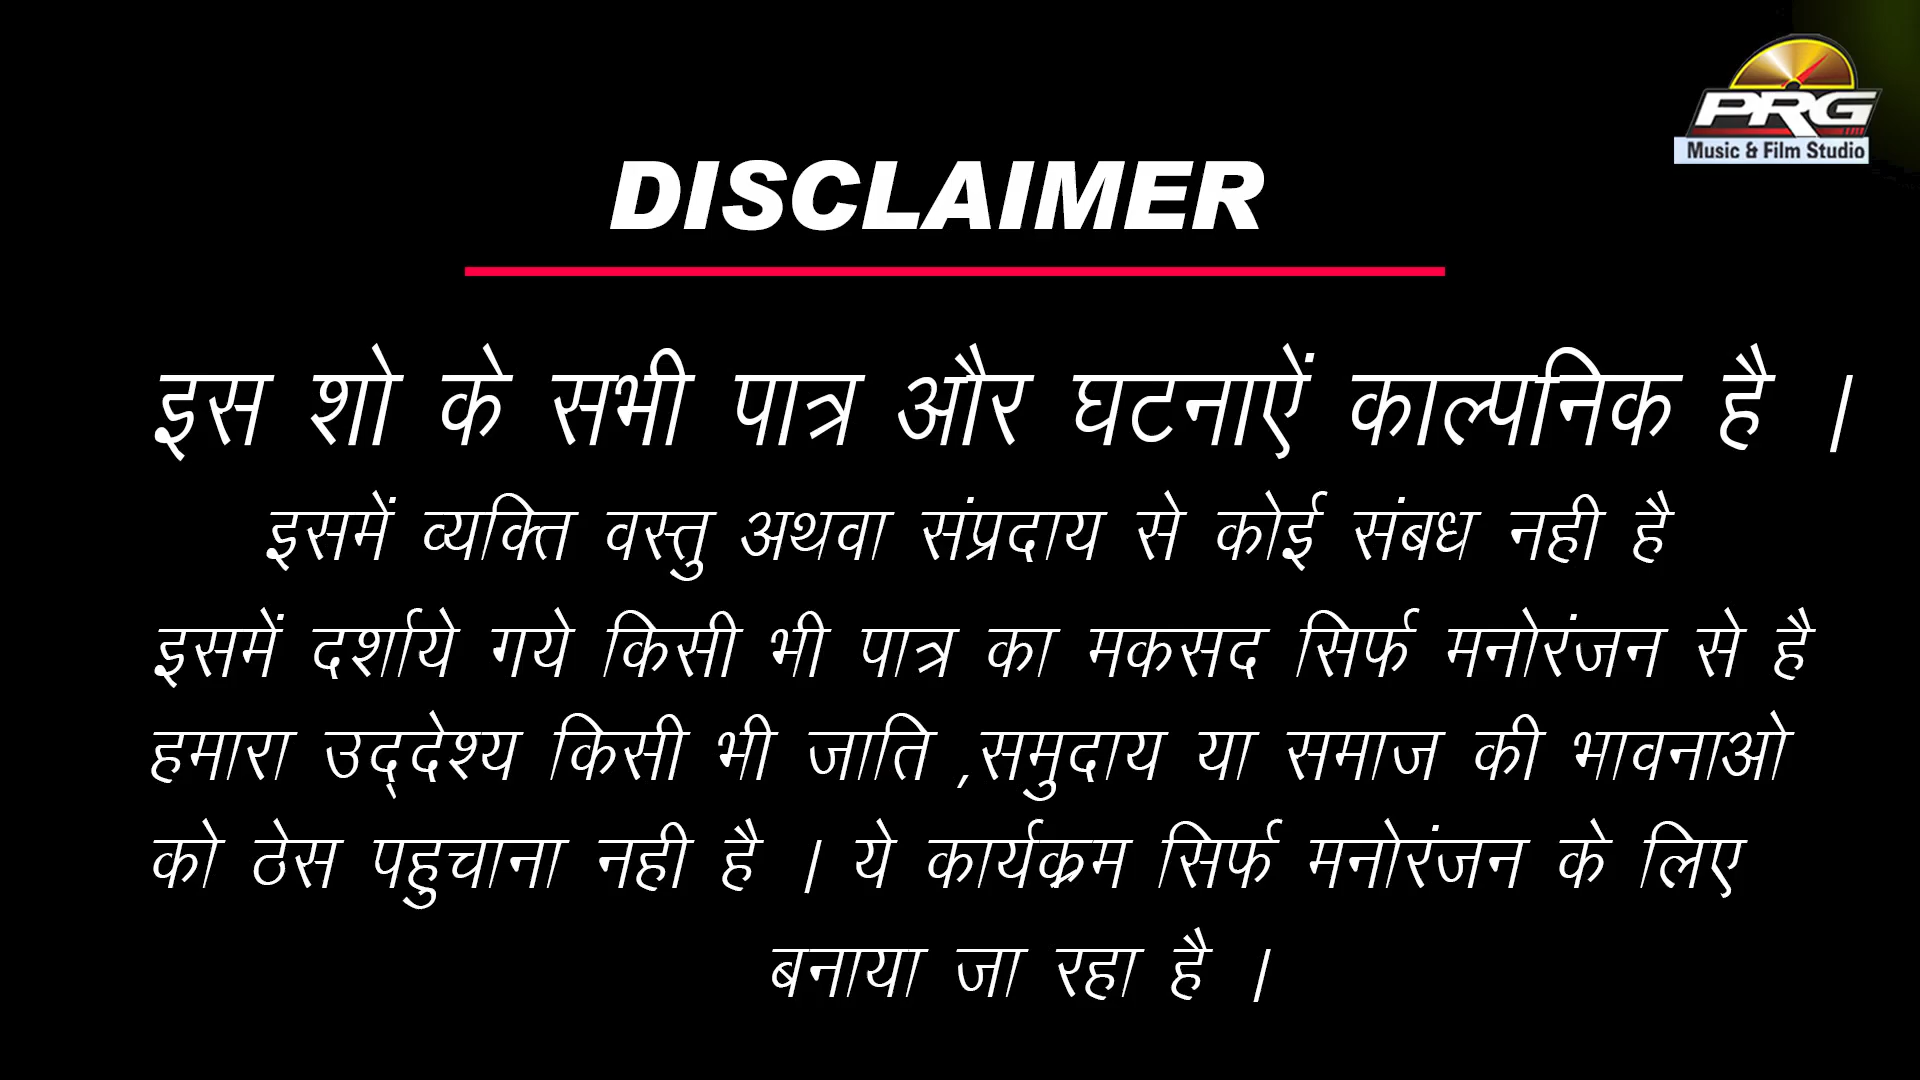 PRG
Music & Film Studio
DISCLAIMER
इस शो के सभी पात्र और घटनाऐं काल्पनिक है ।
इसमें व्यक्ति वस्तु अथवा संप्रदाय से कोई संबध नही है
इसमें दर्शाये गये किसी भी पात्र का मकसद सिर्फ मनोरंजन से है
हमारा उद्‌देश्य किसी भी जाति ,समुदाय या समाज की भावनाओ
को ठेस पहुचाना नही है । ये कार्यक्रम सिर्फ मनोरंजन के लिए
बनाया जा रहा है ।